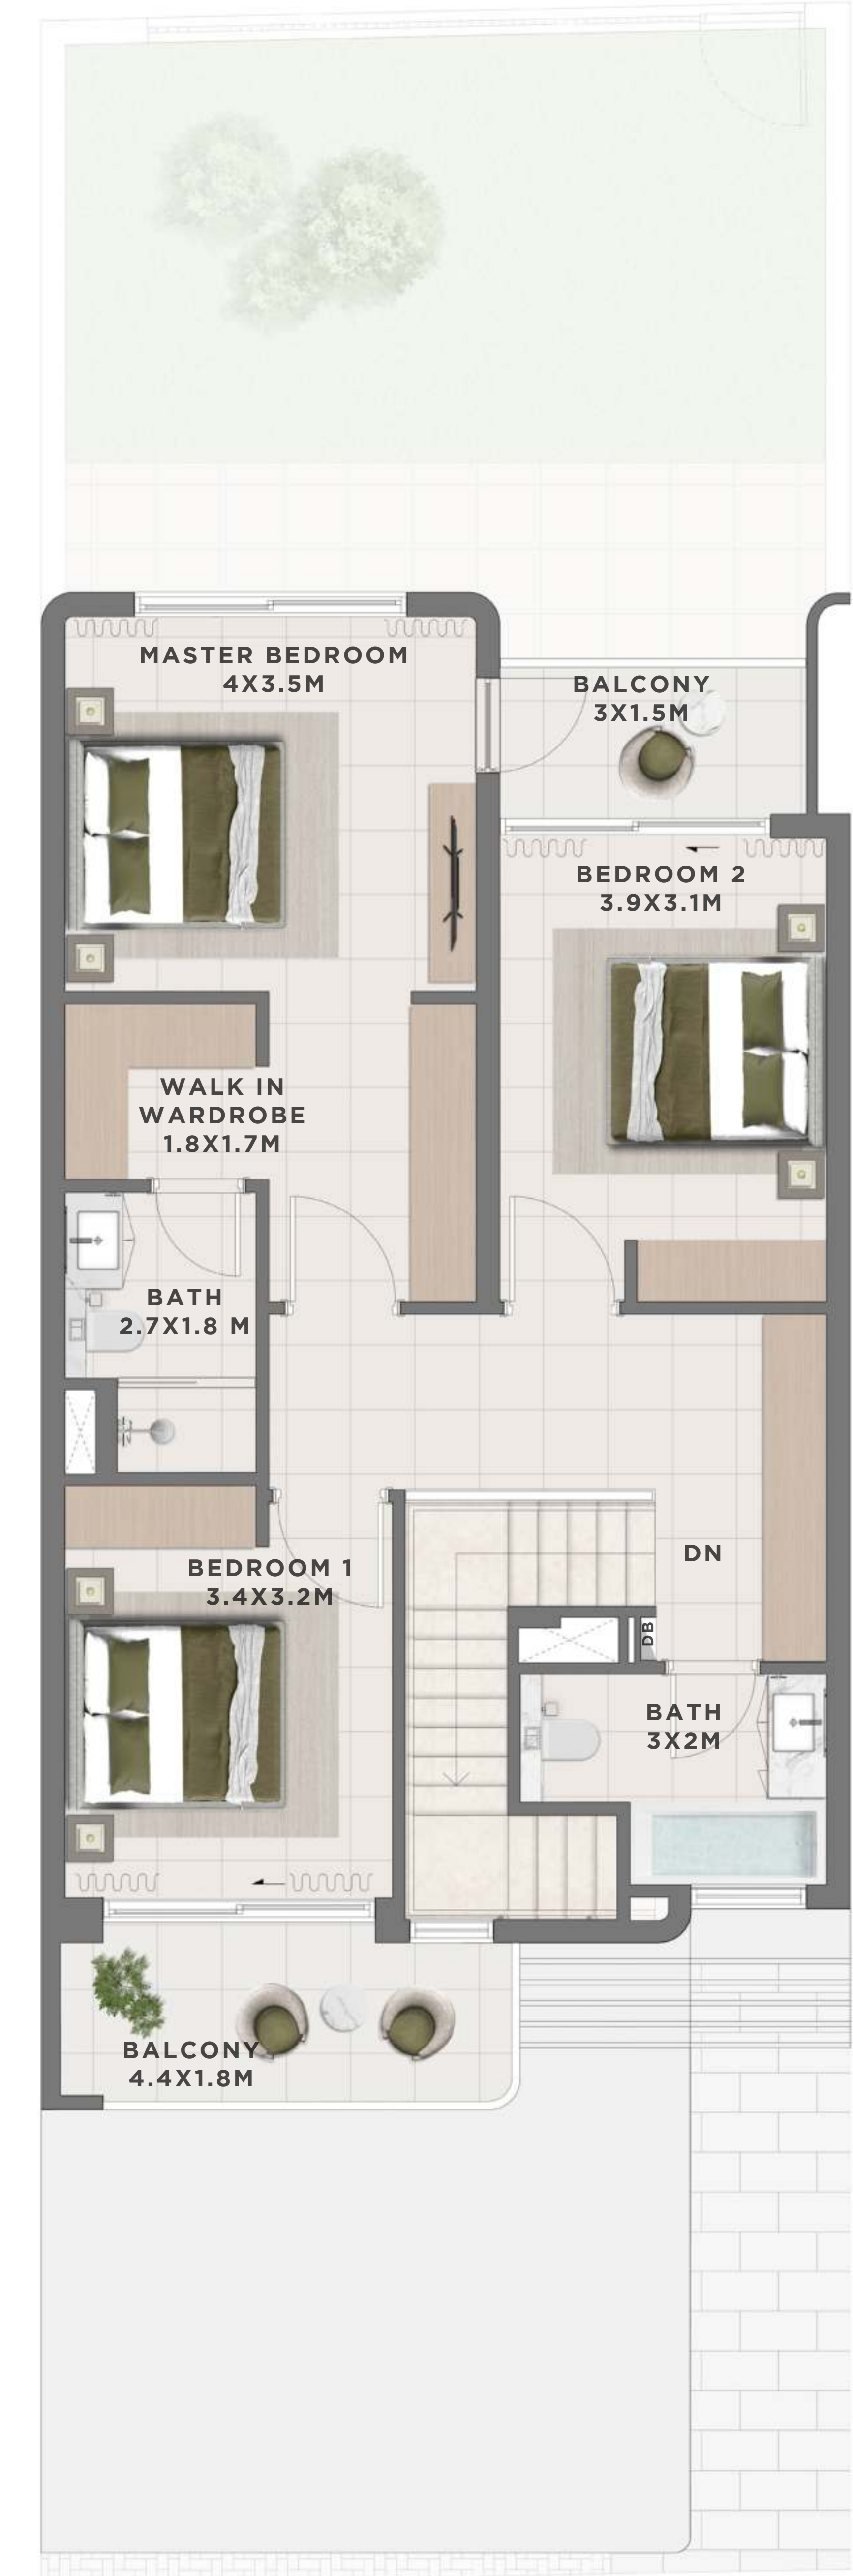 MASTER BEDROOM
4X3.5M
BALCONY
3X1.5M
BEDROOM 2
3.9X3.1M
WALK IN
WARDROBE
1.8X1.7M
BATH
2.7X1.8 M
BEDROOM 1
3.4X3.2M
DN
DB
BATH
3X2M
BALCONY
4.4X1.8M